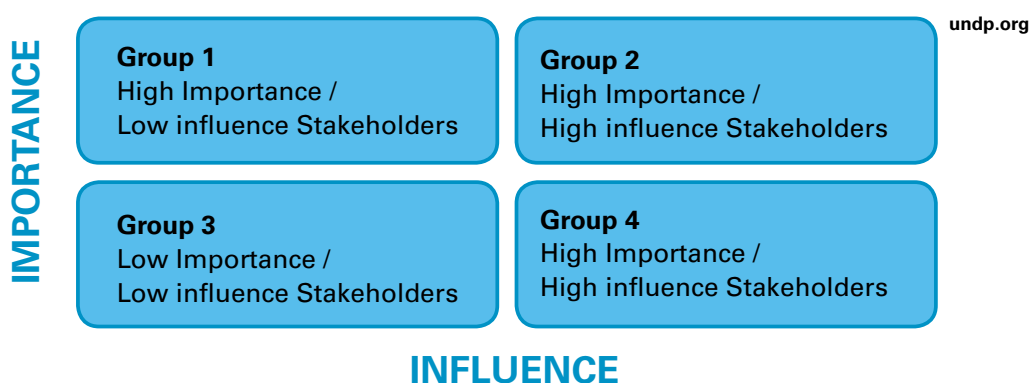 undp.org
IMPORTANCE
Group 1
High Importance /
Low influence Stakeholders
Group 2
High Importance /
High influence Stakeholders
Group 3
Low Importance /
Low influence Stakeholders
Group 4
High Importance /
High influence Stakeholders
INFLUENCE